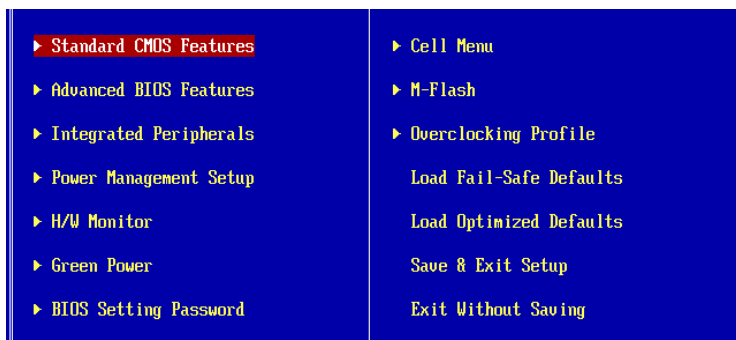 Standard CMOS Features
Advanced BIOS Features
Integrated Peripherals
Power Management Setup
H/W Monitor
Green Power
BIOS Setting Password
Cell Menu
M-Flash
Overclocking Profile
Load Fail-Safe Defaults
Load Optimized Defaults
Save & Exit Setup
Exit Without Saving